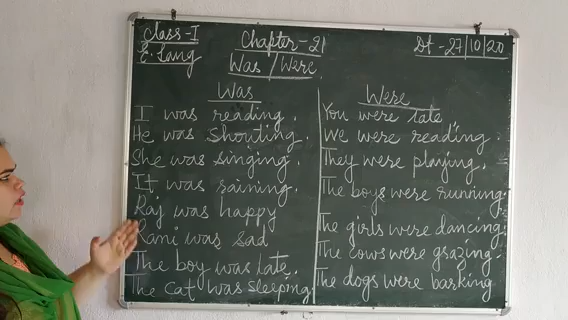 Class-I
E. Lang
Chapter-21
Dt-27/10/20
Was/Were
Was
I was reading.
He was Shouting.
She was singing.
It was raining.
Raj was happy
Rani was sad
The boy was late.
The Cat was Sleeping
Were
You were late
We were reading.
They were playing.
The boys were running.
The girls were dancing.
The Cows were grazing.
The dogs were barking